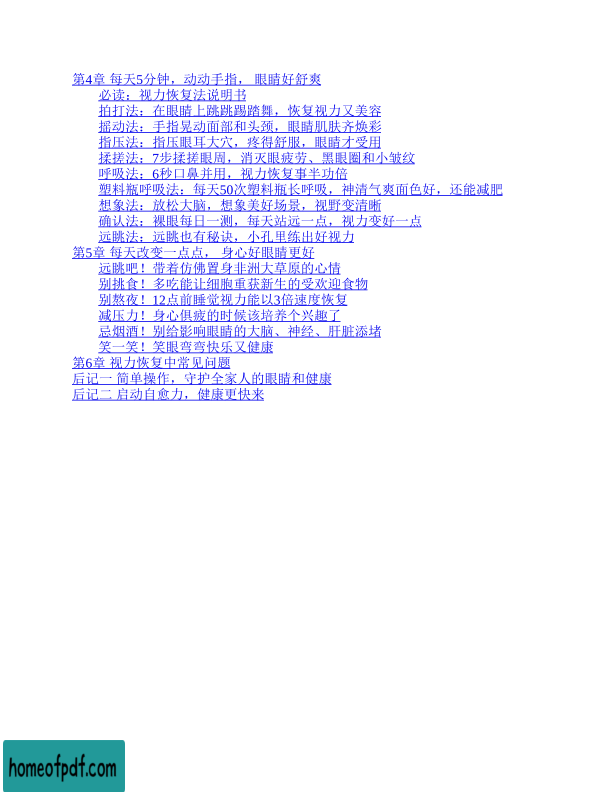 第4章 每天5分钟，动动手指， 眼睛好舒爽
必读：视力恢复法说明书
拍打法：在眼睛上跳跳踢踏舞，恢复视力又美容
摇动法：手指晃动面部和头颈，眼睛肌肤齐焕彩
指压法：指压眼耳大穴，疼得舒服，眼睛才受用
揉搓法：7步揉搓眼周，消灭眼疲劳、黑眼圈和小皱纹
呼吸法：6秒口鼻并用，视力恢复事半功倍
塑料瓶呼吸法：每天50次塑料瓶长呼吸，神清气爽面色好，还能减肥
想象法：放松大脑，想象美好场景，视野变清晰
确认法：裸眼每日一测，每天站远一点，视力变好一点
远眺法：远眺也有秘诀，小孔里练出好视力
第5章 每天改变一点点， 身心好眼睛更好
远眺吧！带着仿佛置身非洲大草原的心情
别挑食！多吃能让细胞重获新生的受欢迎食物
别熬夜！12点前睡觉视力能以3倍速度恢复
减压力！身心俱疲的时候该培养个兴趣了
忌烟酒！别给影响眼睛的大脑、神经、肝脏添堵
笑一笑！笑眼弯弯快乐又健康
第6章 视力恢复中常见问题
后记一 简单操作，守护全家人的眼睛和健康
后记二 启动自愈力，健康更快来
homeofpdf.com